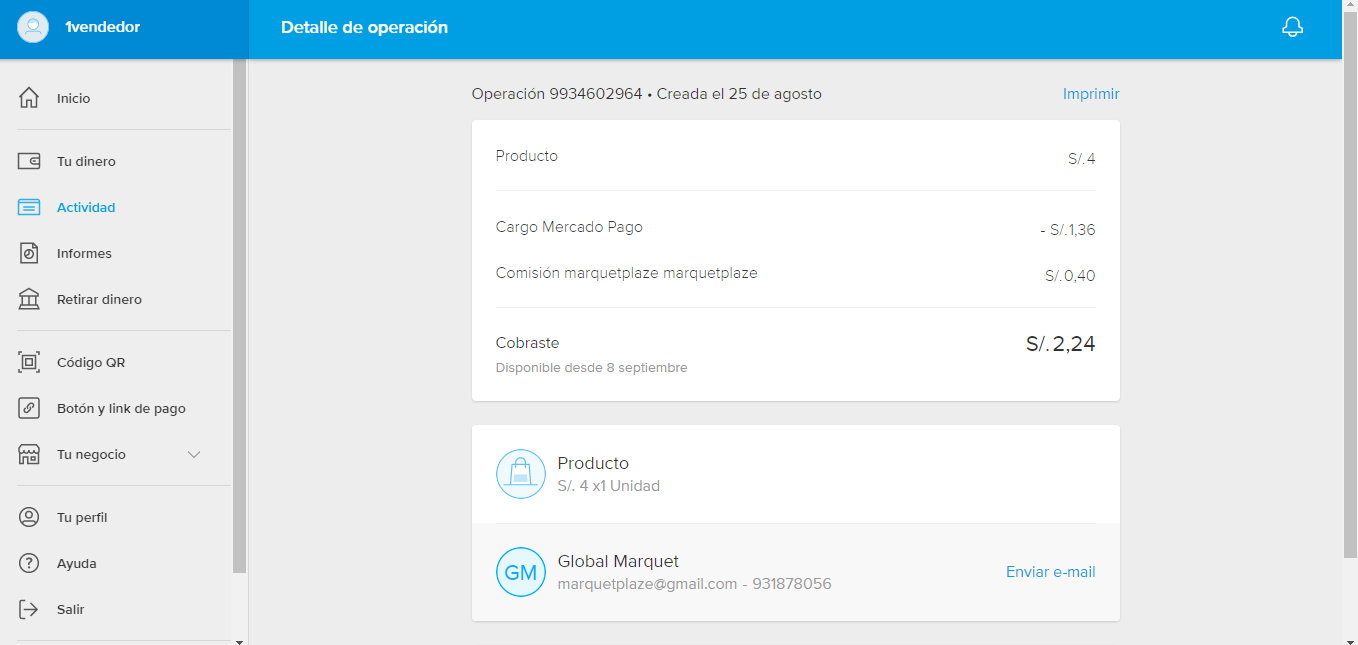 1vendedor
Detalle de operación
Inicio
Tu dinero
Actividad
Informes
Retirar dinero
Código QR
Botón y link de pago
Tu negocio
Tu perfil
Ayuda
Salir
Operación 9934602964 • Creada el 25 de agosto
Imprimir
Producto S/.4
Cargo Mercado Pago - S/.1,36
Comisión marquetplaze marquetplaze S/.0,40
Cobraste S/.2,24
Disponible desde 8 septiembre
Producto
S/. 4 x1 Unidad
GM
Global Marquet
marquetplaze@gmail.com - 931878056
Enviar e-mail